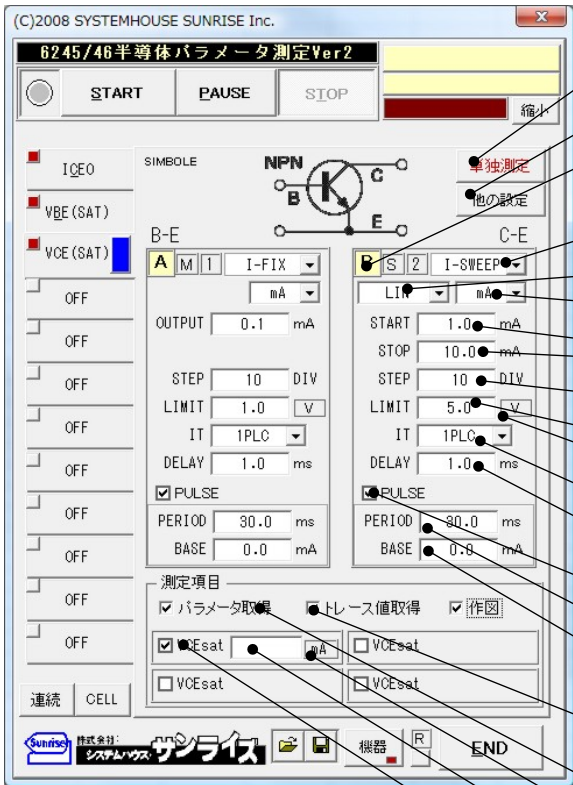 (C)2008 SYSTEMHOUSE SUNRISE Inc.
6245/46半導体パラメータ測定Ver2
START PAUSE STOP
縮小
ICEO
VBE(SAT)
VCE(SAT)
OFF
OFF
OFF
OFF
OFF
OFF
OFF
OFF
OFF
連続 CELL
SIMBOLE NPN C B E
単独測定
他の設定
B-E
A M 1 I-FIX
mA
OUTPUT 0.1 mA
STEP 10 DIV
LIMIT 1.0 V
IT 1PLC
DELAY 1.0 ms
PULSE
PERIOD 30.0 ms
BASE 0.0 mA
C-E
B S 2 I-SWEEP
LIN mA
START 1.0 mA
STOP 10.0 mA
STEP 10 DIV
LIMIT 5.0 V
IT 1PLC
DELAY 1.0 ms
PULSE
PERIOD 30.0 ms
BASE 0.0 mA
測定項目
パラメータ取得 トレース値取得 作図
VCEsat mA VCEsat
VCEsat VCEsat
Sunrise 株式会社: システムハウス サンライズ 機器 R END